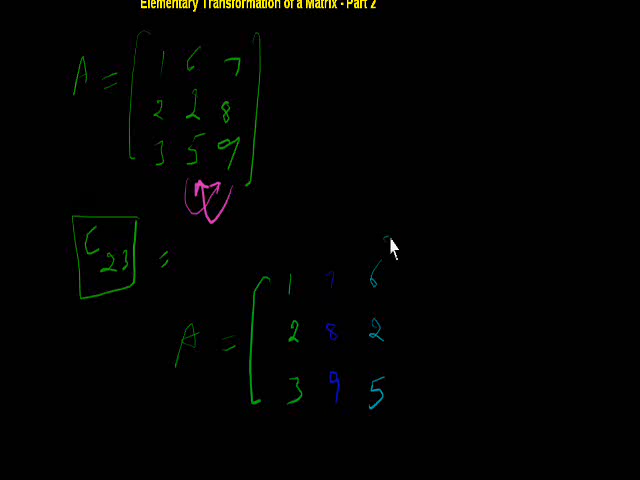 Elementary Transformation of a Matrix - Part 2
A = [ 1 6 7
2 2 8
3 5 9 ]
C23 =
A = [ 1 7 6
2 8 2
3 9 5